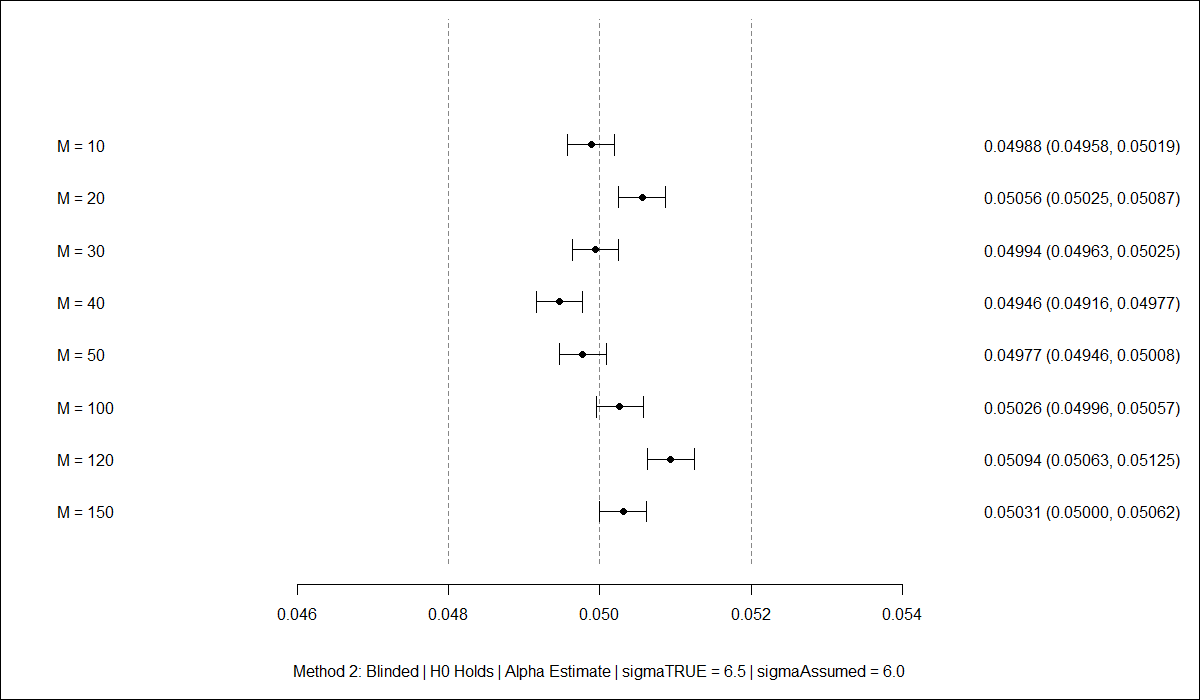 M = 10 0.04988 (0.04958, 0.05019)
M = 20 0.05056 (0.05025, 0.05087)
M = 30 0.04994 (0.04963, 0.05025)
M = 40 0.04946 (0.04916, 0.04977)
M = 50 0.04977 (0.04946, 0.05008)
M = 100 0.05026 (0.04996, 0.05057)
M = 120 0.05094 (0.05063, 0.05125)
M = 150 0.05031 (0.05000, 0.05062)
0.046 0.048 0.050 0.052 0.054
Method 2: Blinded | H0 Holds | Alpha Estimate | sigmaTRUE = 6.5 | sigmaAssumed = 6.0